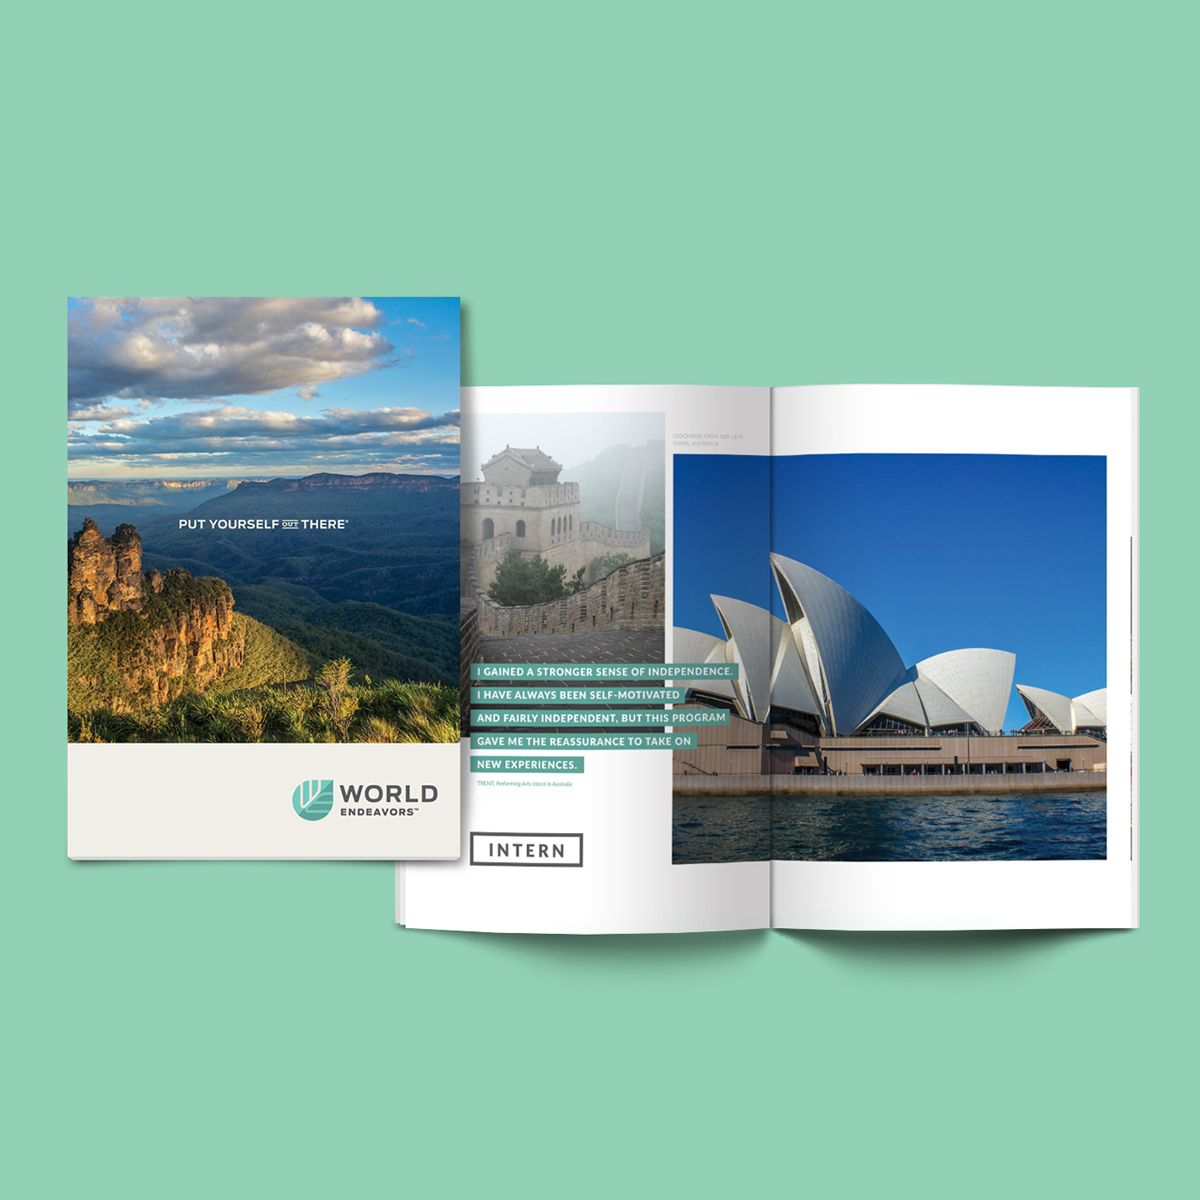 PUT YOURSELF OUT THERE®
WORLD
ENDEAVORS™
CLOCKWISE FROM TOP LEFT:
CHINA, AUSTRALIA
I GAINED A STRONGER SENSE OF INDEPENDENCE.
I HAVE ALWAYS BEEN SELF-MOTIVATED
AND FAIRLY INDEPENDENT, BUT THIS PROGRAM
GAVE ME THE REASSURANCE TO TAKE ON
NEW EXPERIENCES.
TRENT, Performing Arts Intern in Australia
INTERN